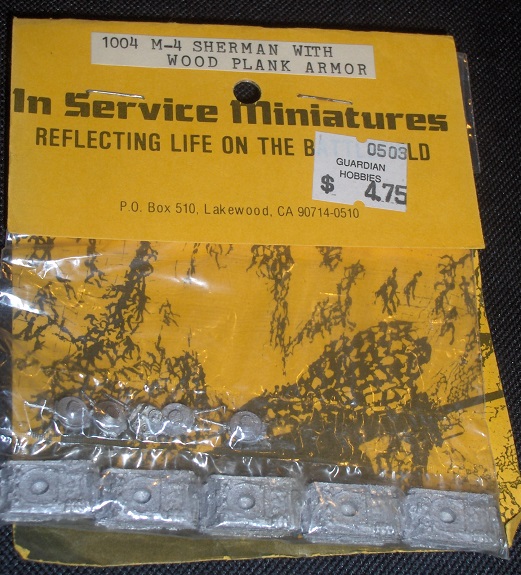 1004 M-4 SHERMAN WITH
WOOD PLANK ARMOR
In Service Miniatures
REFLECTING LIFE ON THE B LD
0503
GUARDIAN
HOBBIES
$ 4.75
P.O. Box 510, Lakewood, CA 90714-0510